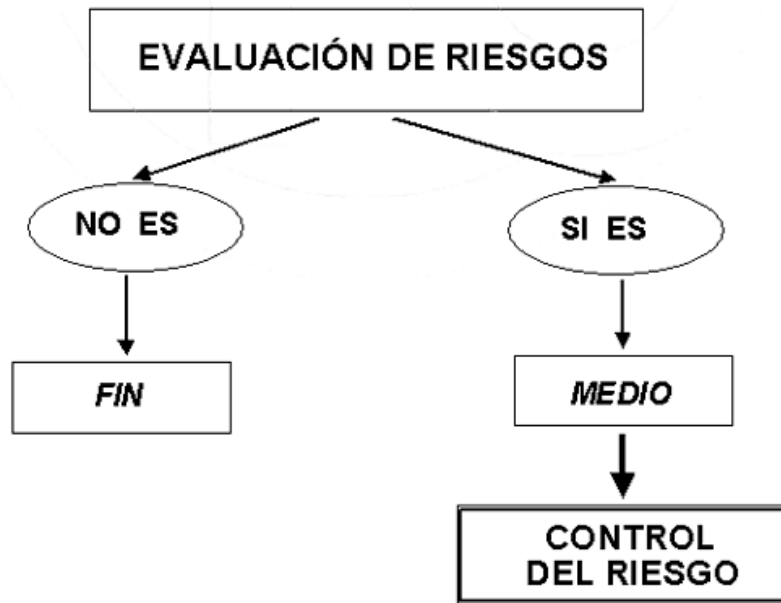 EVALUACIÓN DE RIESGOS
NO ES
SI ES
FIN
MEDIO
CONTROL
DEL RIESGO